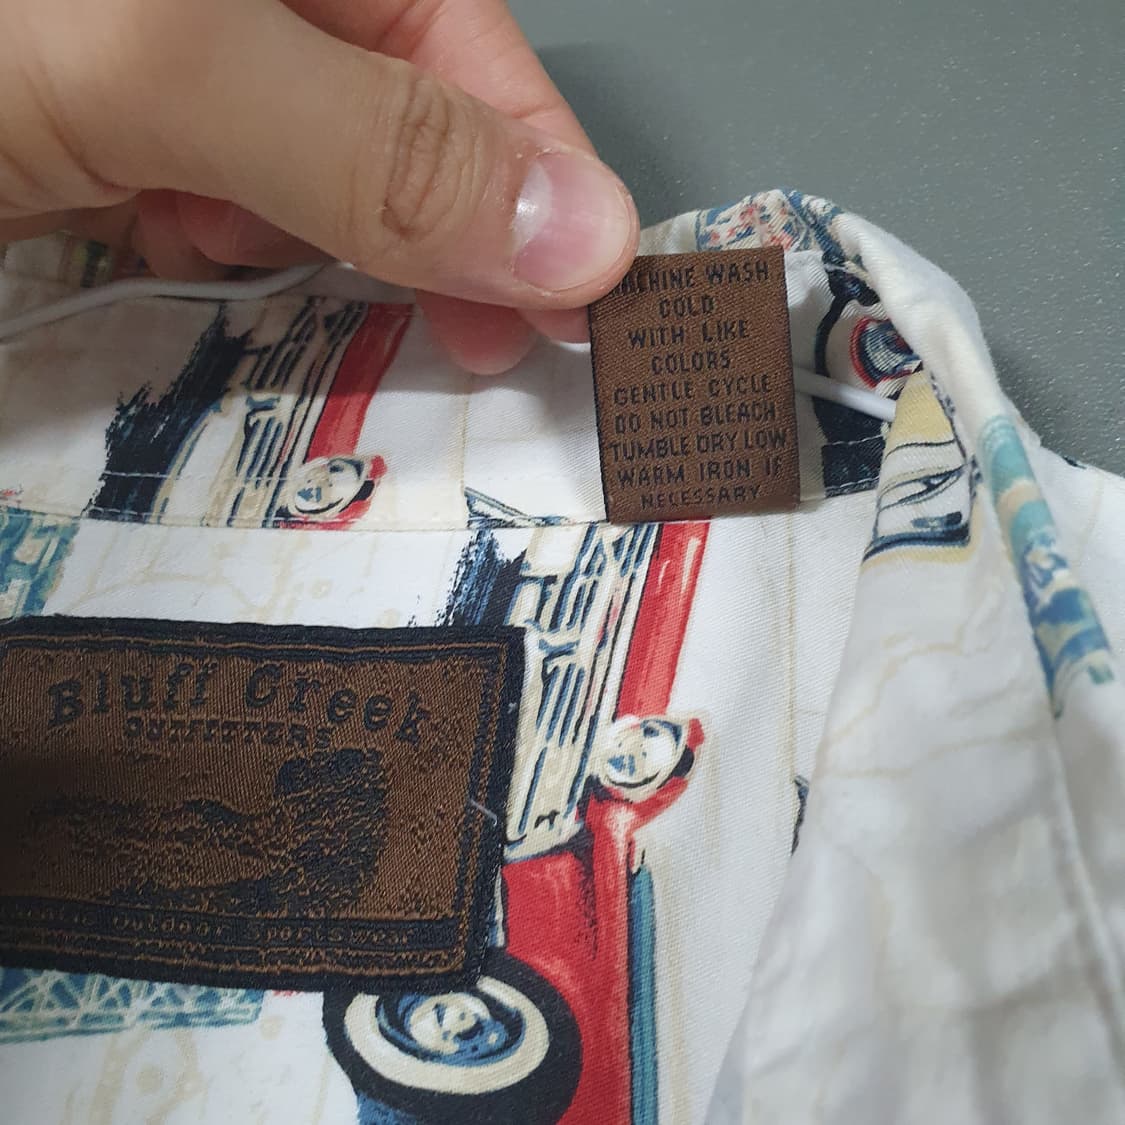 MACHINE WASH
COLD
WITH LIKE
COLORS
GENTLE CYCLE
DO NOT BLEACH
TUMBLE DRY LOW
WARM IRON IF
NECESSARY
Bluff Creek
OUTFITTERS
Outdoor Sportswear